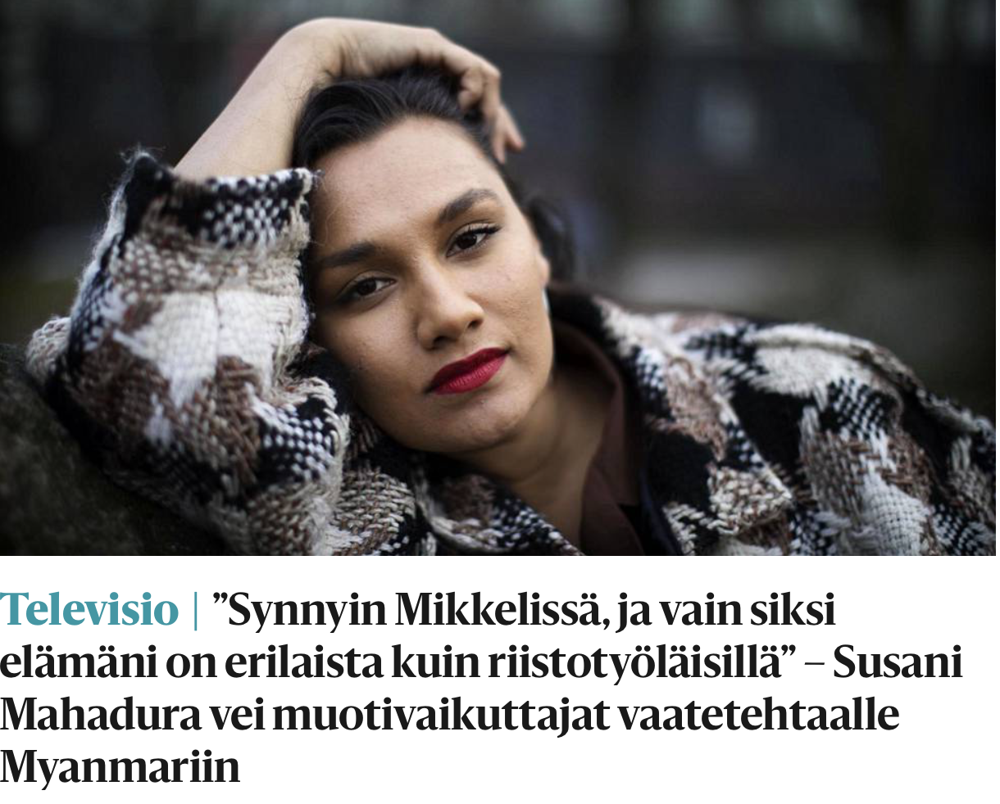 Televisio | ”Synnyin Mikkelissä, ja vain siksi
elämäni on erilaista kuin riistotyöläisillä” – Susani
Mahadura vei muotivaikuttajat vaatetehtaalle
Myanmariin